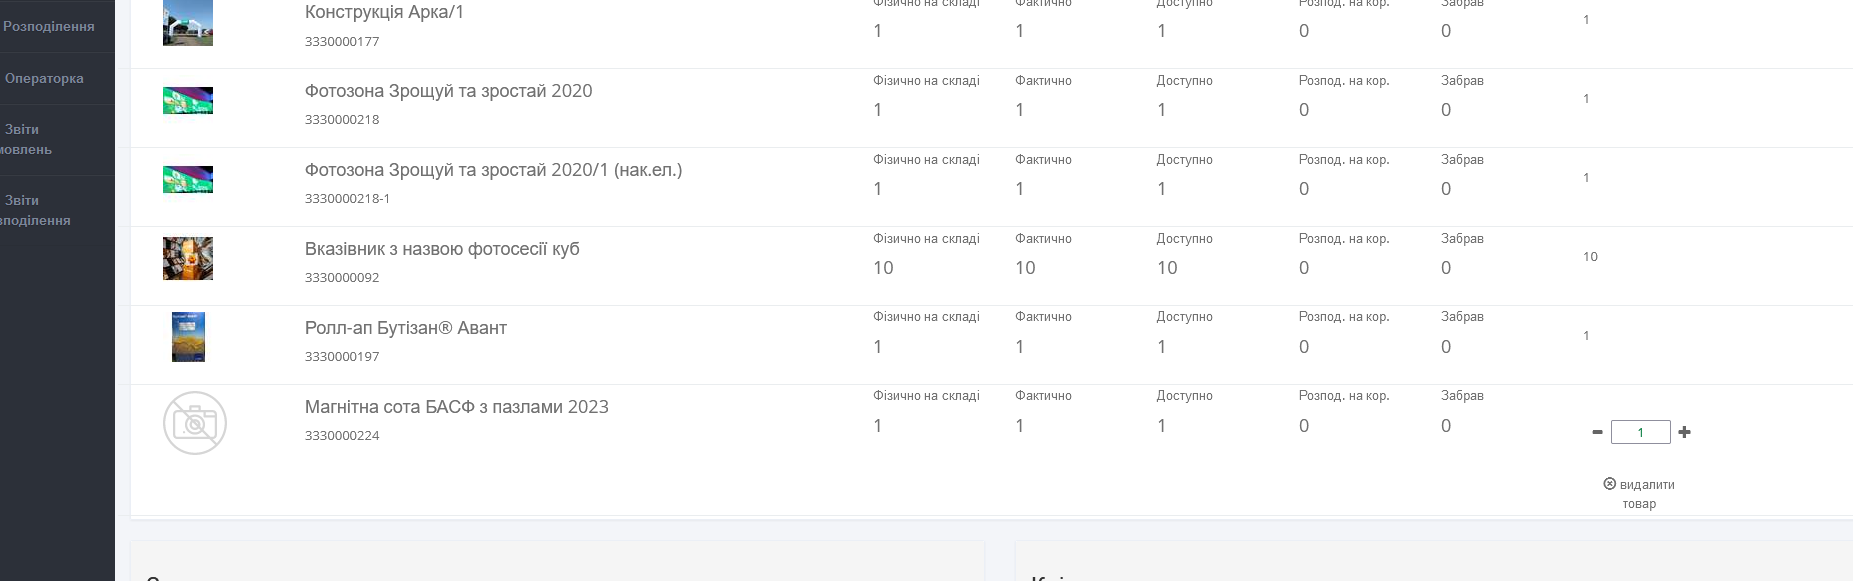 Розподілення
Операторка
Звіти
мовлень
Звіти
зподілення
Конструкція Арка/1
3330000177
Фізично на складі Фактично Доступно Розпод. на кор. Забрав
1 1 1 0 0 1
Фотозона Зрощуй та зростай 2020
3330000218
Фізично на складі Фактично Доступно Розпод. на кор. Забрав
1 1 1 0 0 1
Фотозона Зрощуй та зростай 2020/1 (нак.ел.)
3330000218-1
Фізично на складі Фактично Доступно Розпод. на кор. Забрав
1 1 1 0 0 1
Вказівник з назвою фотосесії куб
3330000092
Фізично на складі Фактично Доступно Розпод. на кор. Забрав
10 10 10 0 0 10
Ролл-ап Бутізан® Авант
3330000197
Фізично на складі Фактично Доступно Розпод. на кор. Забрав
1 1 1 0 0 1
Магнітна сота БАСФ з пазлами 2023
3330000224
Фізично на складі Фактично Доступно Розпод. на кор. Забрав
1 1 1 0 0 1
видалити
товар